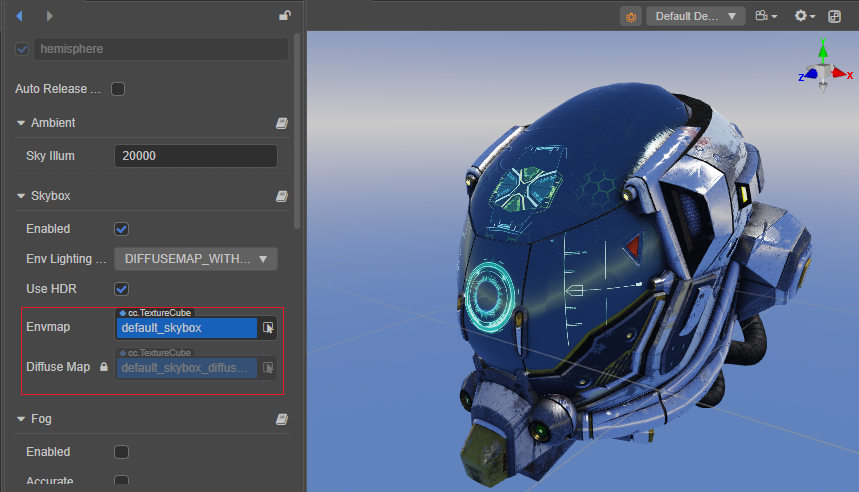 Default De...
hemisphere
Auto Release ...
Ambient
Sky Illum 20000
Skybox
Enabled
Env Lighting ... DIFFUSEMAP_WITH...
Use HDR
cc.TextureCube
Envmap default_skybox
cc.TextureCube
Diffuse Map default_skybox_diffus...
Fog
Enabled
Accurate
Y
Z X